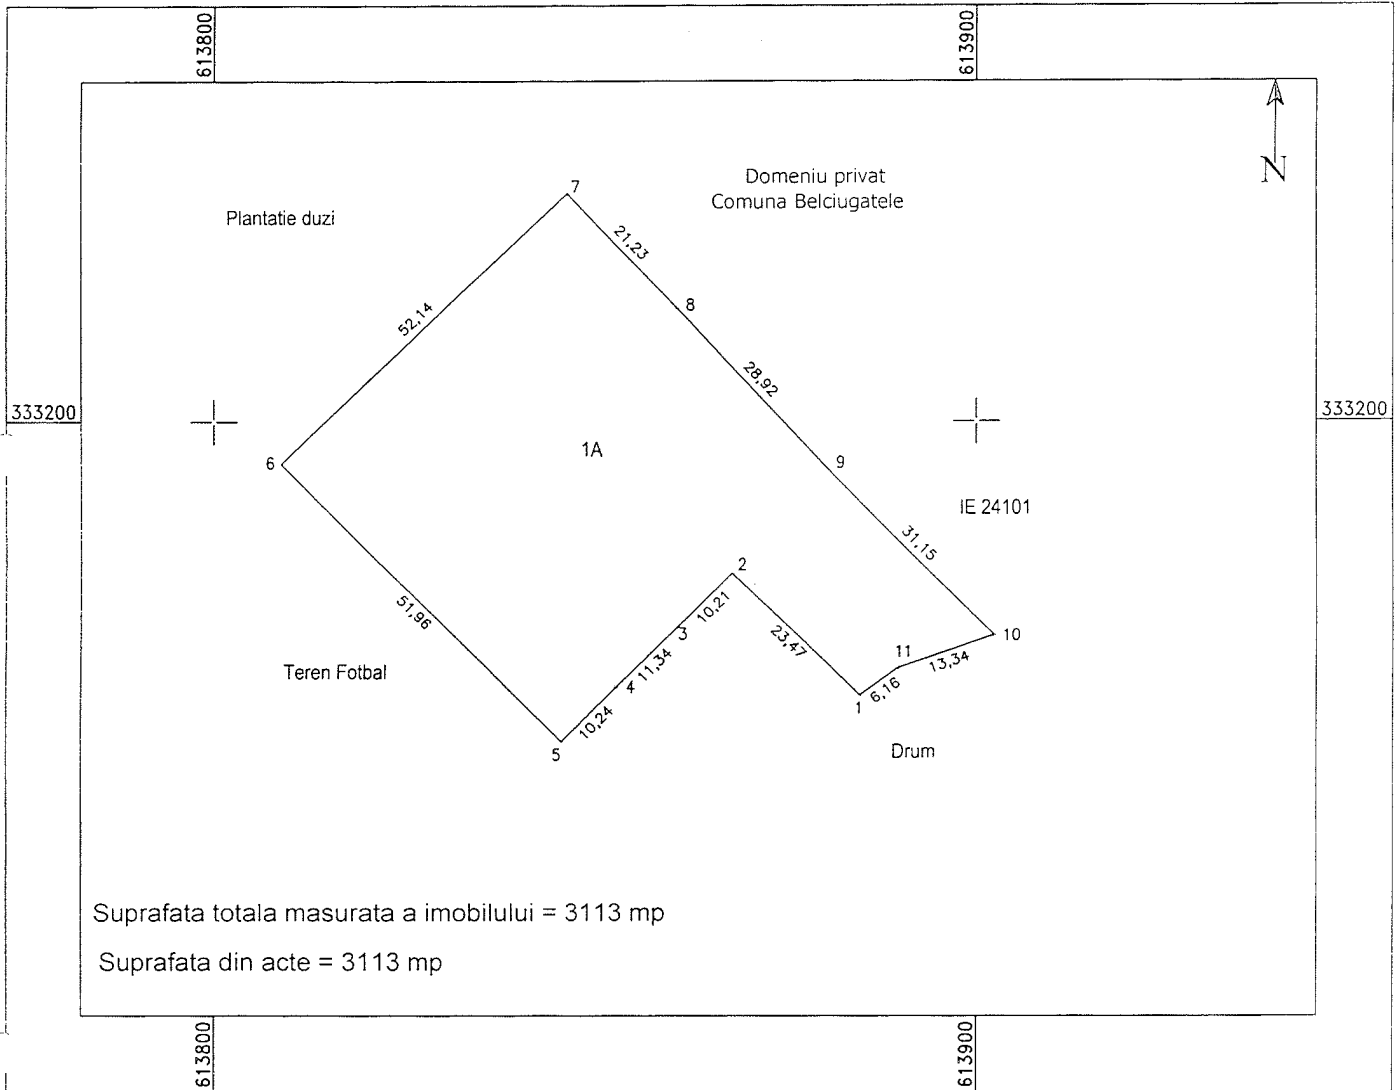 613800
613900
N
Domeniu privat
Comuna Belciugatele
Plantatie duzi
7
21,23
8
52,14
28,92
333200
333200
1A
6
9
IE 24101
31,15
2
51,96
10,21
3
23,47
10
11
13,34
Teren Fotbal
11,34
4
6,16
1
10,24
5
Drum
Suprafata totala masurata a imobilului = 3113 mp
Suprafata din acte = 3113 mp
613800
613900